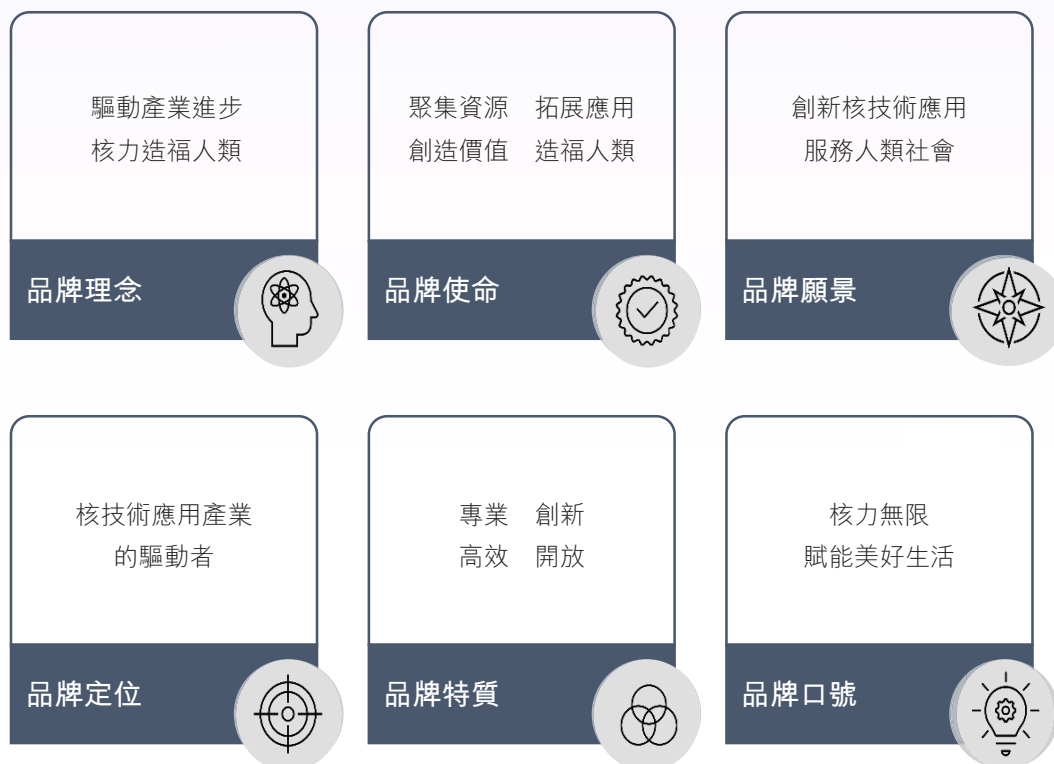 驅動產業進步
核力造福人類
品牌理念
聚集資源　拓展應用
創造價值　造福人類
品牌使命
創新核技術應用
服務人類社會
品牌願景
核技術應用產業
的驅動者
品牌定位
專業　創新
高效　開放
品牌特質
核力無限
賦能美好生活
品牌口號